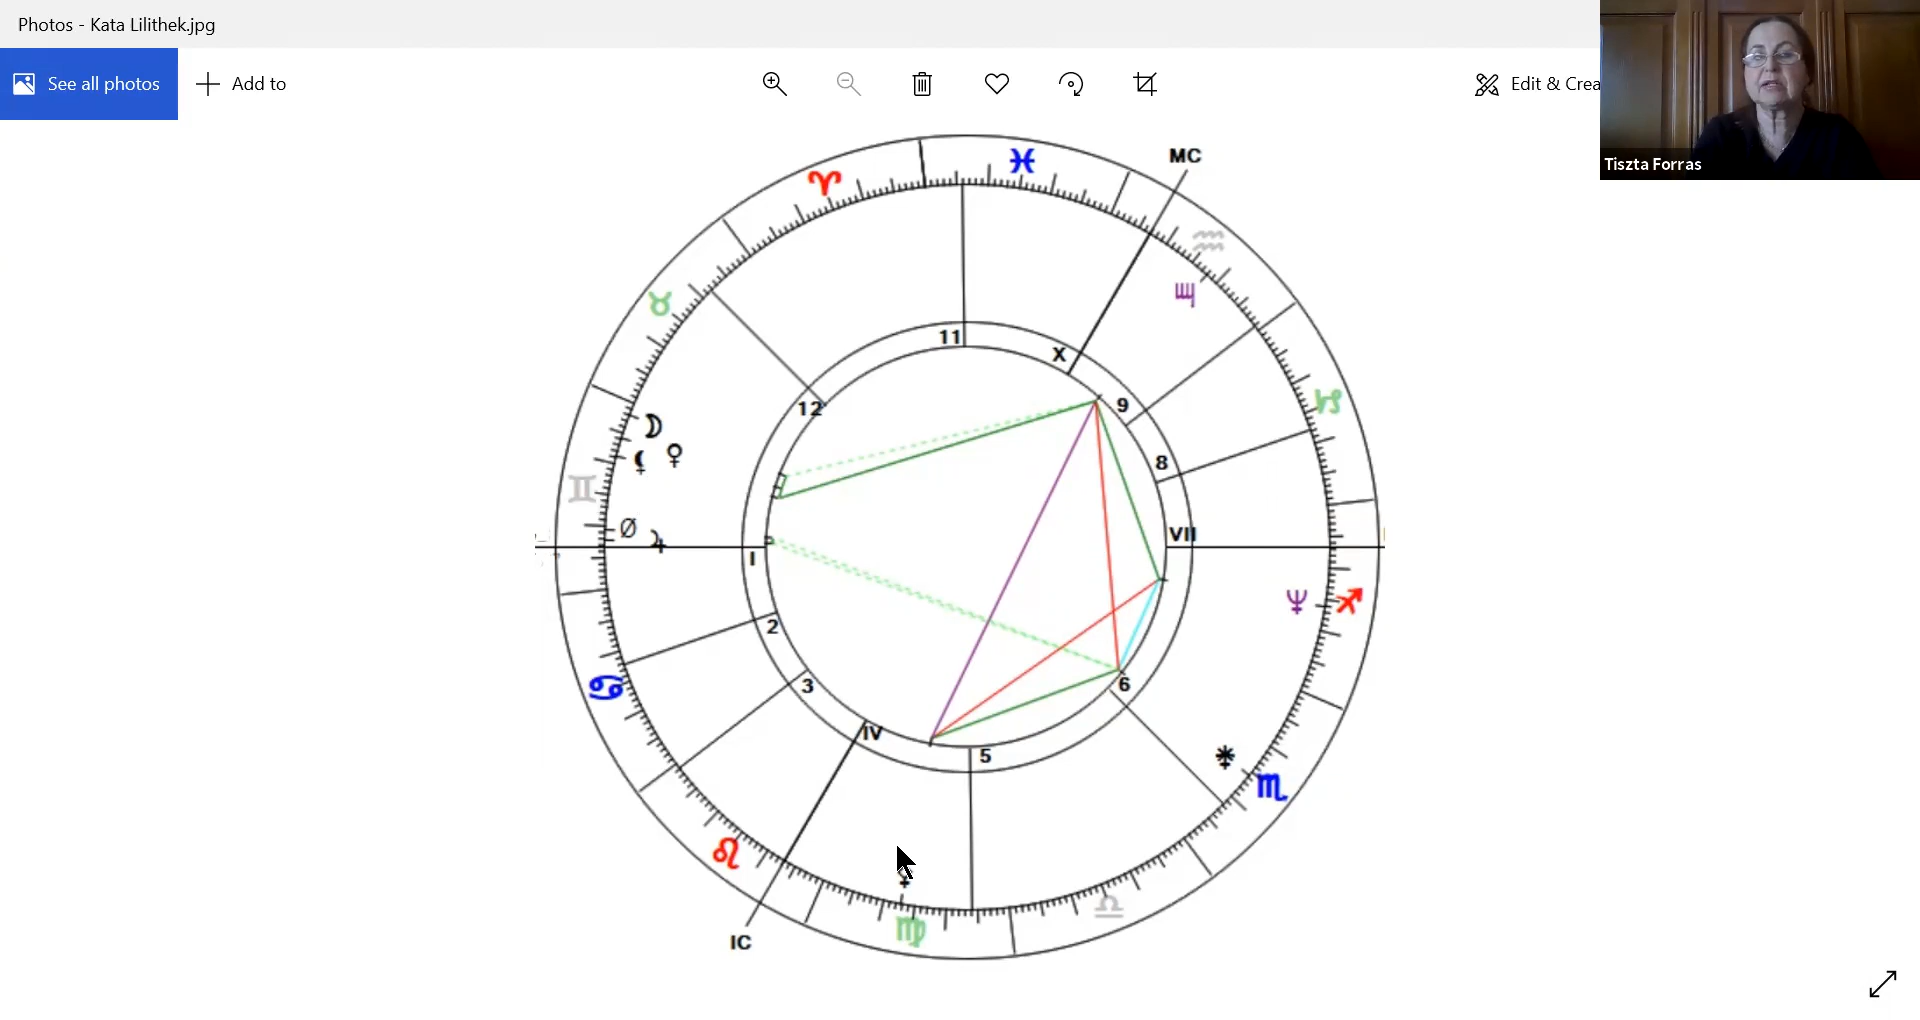 Photos - Kata Lilithek.jpg
See all photos
Add to
Edit & Crea
Tiszta Forras
MC
11
X
12
9
8
VII
I
2
3
6
IV
5
IC